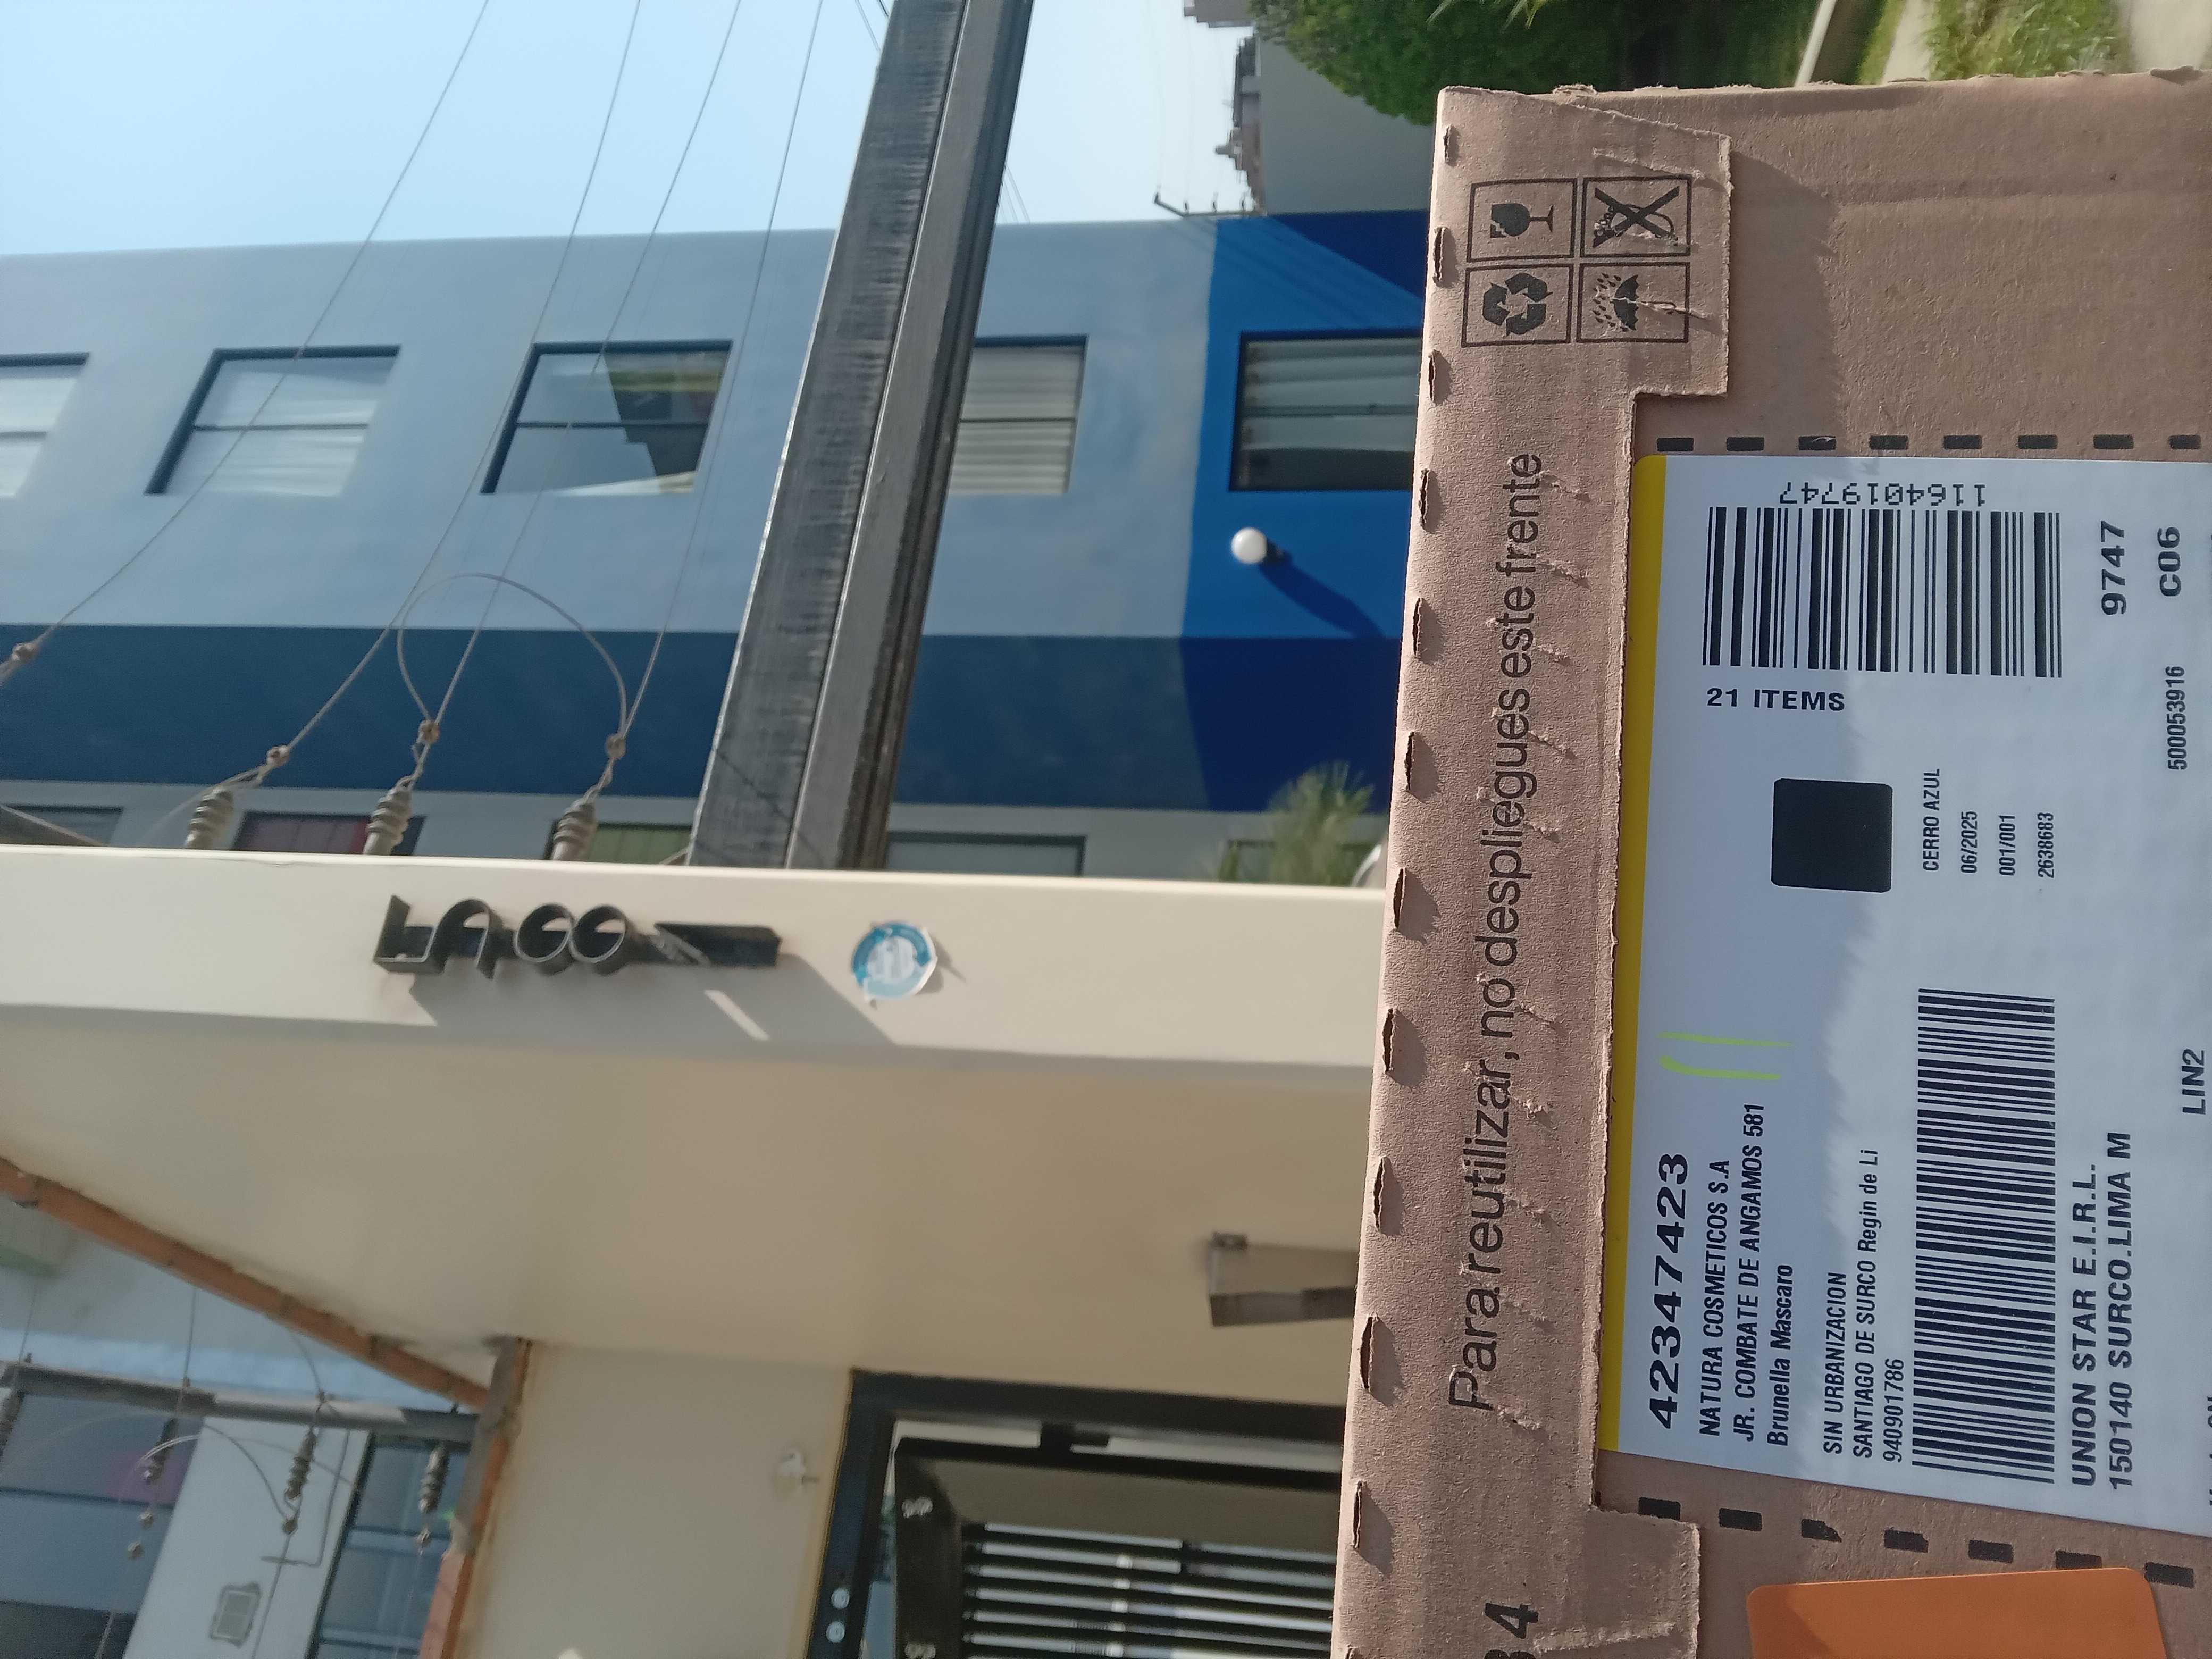 581
Para reutilizar, no despliegues este frente
42347423
NATURA COSMETICOS S.A
JR. COMBATE DE ANGAMOS 581
Brunella Mascaro
SIN URBANIZACION
SANTIAGO DE SURCO Regin de Li
940901786
21 ITEMS
1164019747
CERRO AZUL
06/2025
001/001
2638683
9747
UNION STAR E.I.R.L.
150140 SURCO.LIMA M
500053916
C06
LIN2